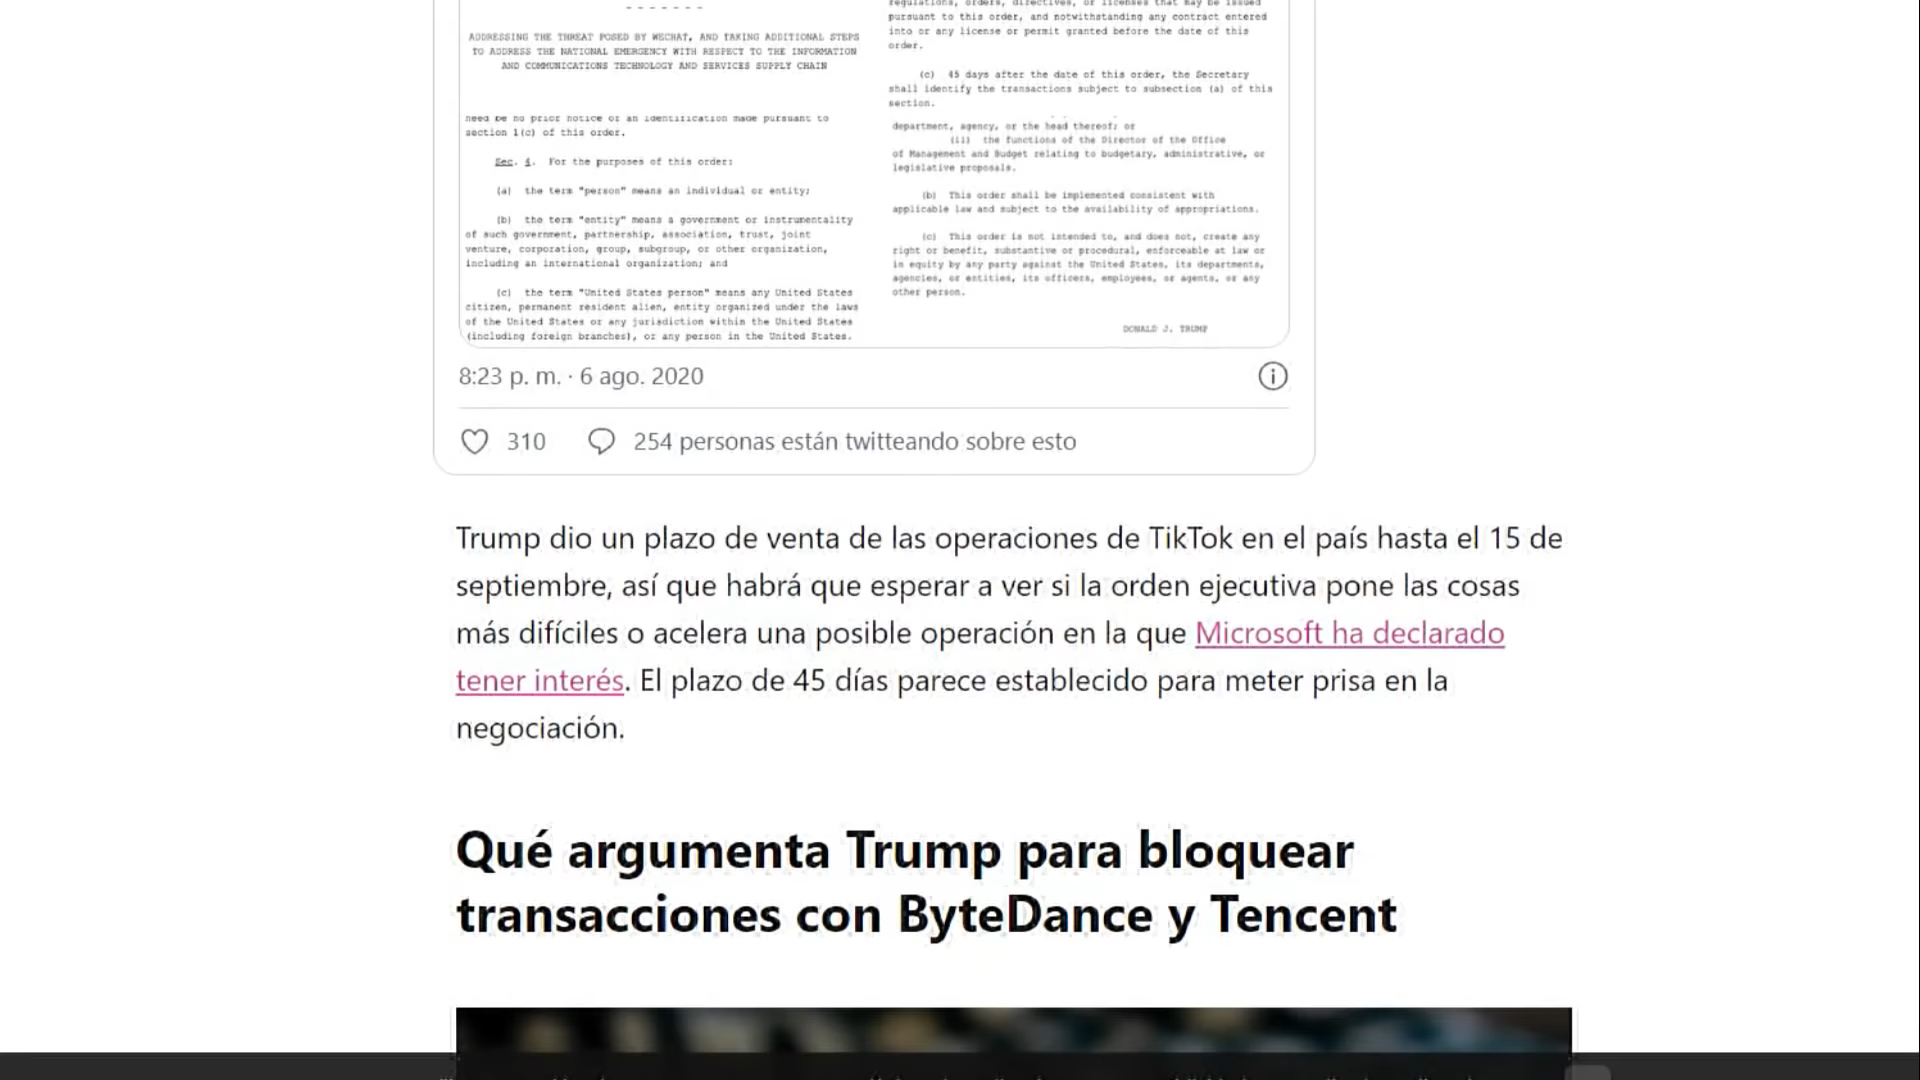 - - - - - - -
ADDRESSING THE THREAT POSED BY WECHAT, AND TAKING ADDITIONAL STEPS
TO ADDRESS THE NATIONAL EMERGENCY WITH RESPECT TO THE INFORMATION
AND COMMUNICATIONS TECHNOLOGY AND SERVICES SUPPLY CHAIN
need be no prior notice or an identification made pursuant to
section 1(c) of this order.
Sec. 4. For the purposes of this order:
(a) the term "person" means an individual or entity;
(b) the term "entity" means a government or instrumentality
of such government, partnership, association, trust, joint
venture, corporation, group, subgroup, or other organization,
including an international organization; and
(c) the term "United States person" means any United States
citizen, permanent resident alien, entity organized under the laws
of the United States or any jurisdiction within the United States
(including foreign branches), or any person in the United States.
regulations, orders, directives, or licenses that may be issued
pursuant to this order, and notwithstanding any contract entered
into or any license or permit granted before the date of this
order.
(c) 45 days after the date of this order, the Secretary
shall identify the transactions subject to subsection (a) of this
section.
department, agency, or the head thereof; or
(ii) the functions of the Director of the Office
of Management and Budget relating to budgetary, administrative, or
legislative proposals.
(b) This order shall be implemented consistent with
applicable law and subject to the availability of appropriations.
(c) This order is not intended to, and does not, create any
right or benefit, substantive or procedural, enforceable at law or
in equity by any party against the United States, its departments,
agencies, or entities, its officers, employees, or agents, or any
other person.
DONALD J. TRUMP
8:23 p. m. · 6 ago. 2020
310 254 personas están twitteando sobre esto
Trump dio un plazo de venta de las operaciones de TikTok en el país hasta el 15 de
septiembre, así que habrá que esperar a ver si la orden ejecutiva pone las cosas
más difíciles o acelera una posible operación en la que Microsoft ha declarado
tener interés. El plazo de 45 días parece establecido para meter prisa en la
negociación.
Qué argumenta Trump para bloquear
transacciones con ByteDance y Tencent